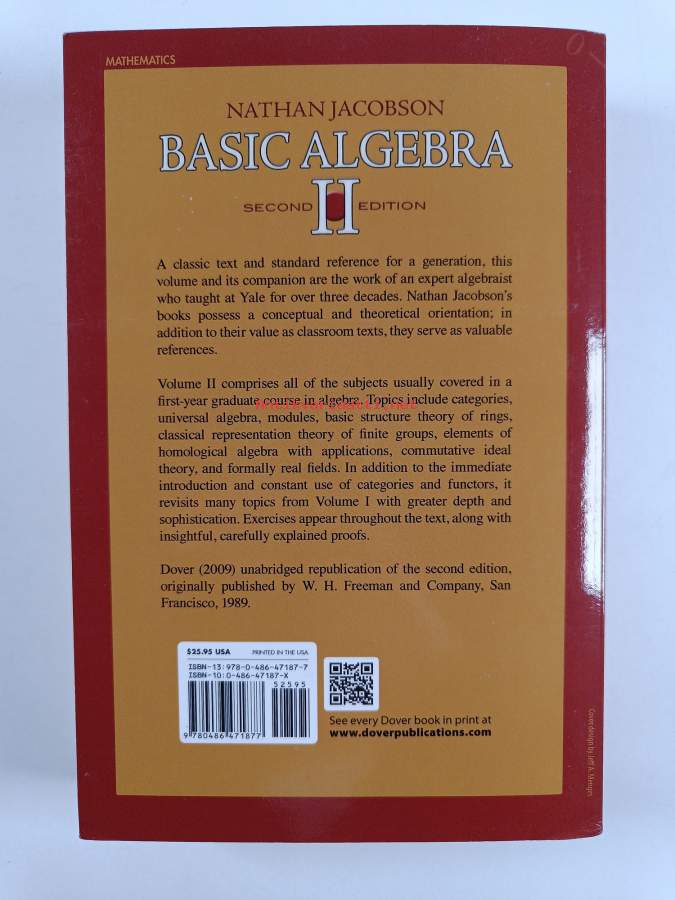 MATHEMATICS
NATHAN JACOBSON
BASIC ALGEBRA
II
SECOND EDITION
A classic text and standard reference for a generation, this
volume and its companion are the work of an expert algebraist
who taught at Yale for over three decades. Nathan Jacobson's
books possess a conceptual and theoretical orientation; in
addition to their value as classroom texts, they serve as valuable
references.
Volume II comprises all of the subjects usually covered in a
first-year graduate course in algebra. Topics include categories,
universal algebra, modules, basic structure theory of rings,
classical representation theory of finite groups, elements of
homological algebra with applications, commutative ideal
theory, and formally real fields. In addition to the immediate
introduction and constant use of categories and functors, it
revisits many topics from Volume I with greater depth and
sophistication. Exercises appear throughout the text, along with
insightful, carefully explained proofs.
Dover (2009) unabridged republication of the second edition,
originally published by W. H. Freeman and Company, San
Francisco, 1989.
$25.95 USA PRINTED IN THE USA
ISBN-13: 978-0-486-47187-7
ISBN-10: 0-486-47187-X
52595
9 780486 471877
See every Dover book in print at
www.doverpublications.com
Cover design by Jeff A. Menges